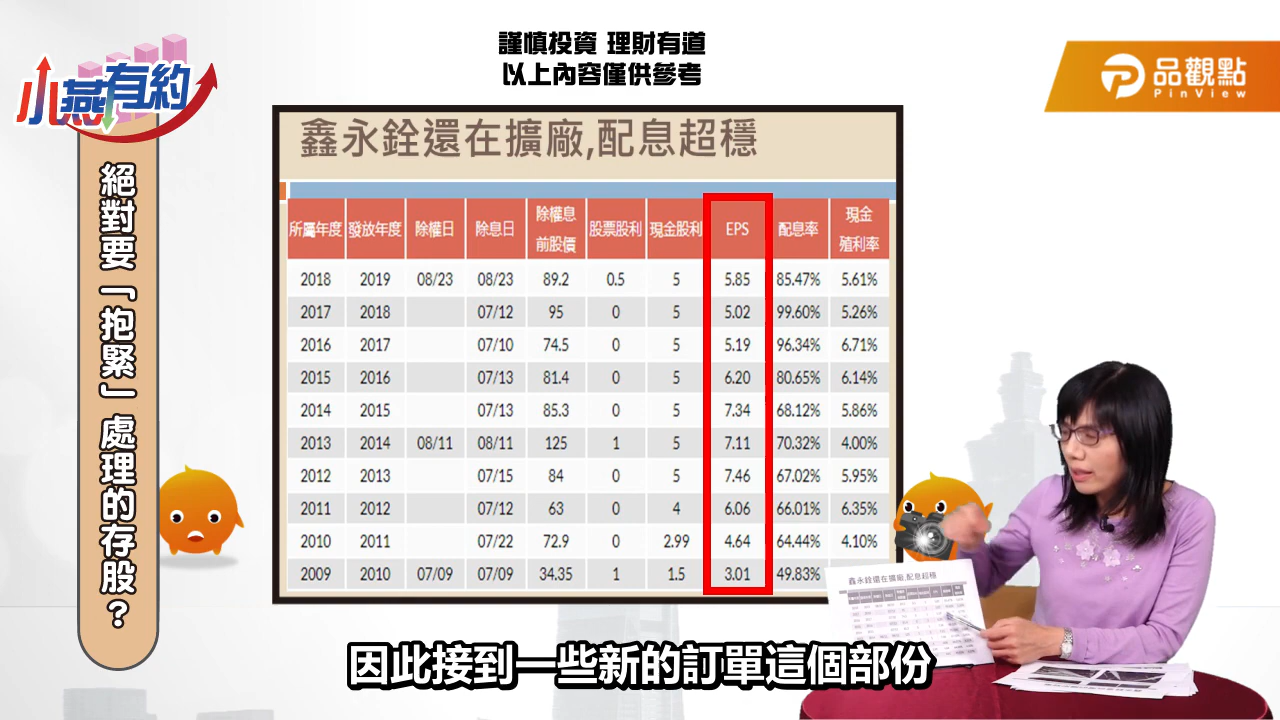 謹慎投資 理財有道
以上內容僅供參考
小燕有約
品觀點
PinView
絕對要「抱緊」處理的存股？
鑫永銓還在擴廠,配息超穩
所屬年度 發放年度 除權日 除息日 除權息前股價 股票股利 現金股利 EPS 配息率 現金殖利率
2018 2019 08/23 08/23 89.2 0.5 5 5.85 85.47% 5.61%
2017 2018 07/12 95 0 5 5.02 99.60% 5.26%
2016 2017 07/10 74.5 0 5 5.19 96.34% 6.71%
2015 2016 07/13 81.4 0 5 6.20 80.65% 6.14%
2014 2015 07/13 85.3 0 5 7.34 68.12% 5.86%
2013 2014 08/11 08/11 125 1 5 7.11 70.32% 4.00%
2012 2013 07/15 84 0 5 7.46 67.02% 5.95%
2011 2012 07/12 63 0 4 6.06 66.01% 6.35%
2010 2011 07/22 72.9 0 2.99 4.64 64.44% 4.10%
2009 2010 07/09 07/09 34.35 1 1.5 3.01 49.83%
鑫永銓還在擴廠,配息超穩
因此接到一些新的訂單這個部份